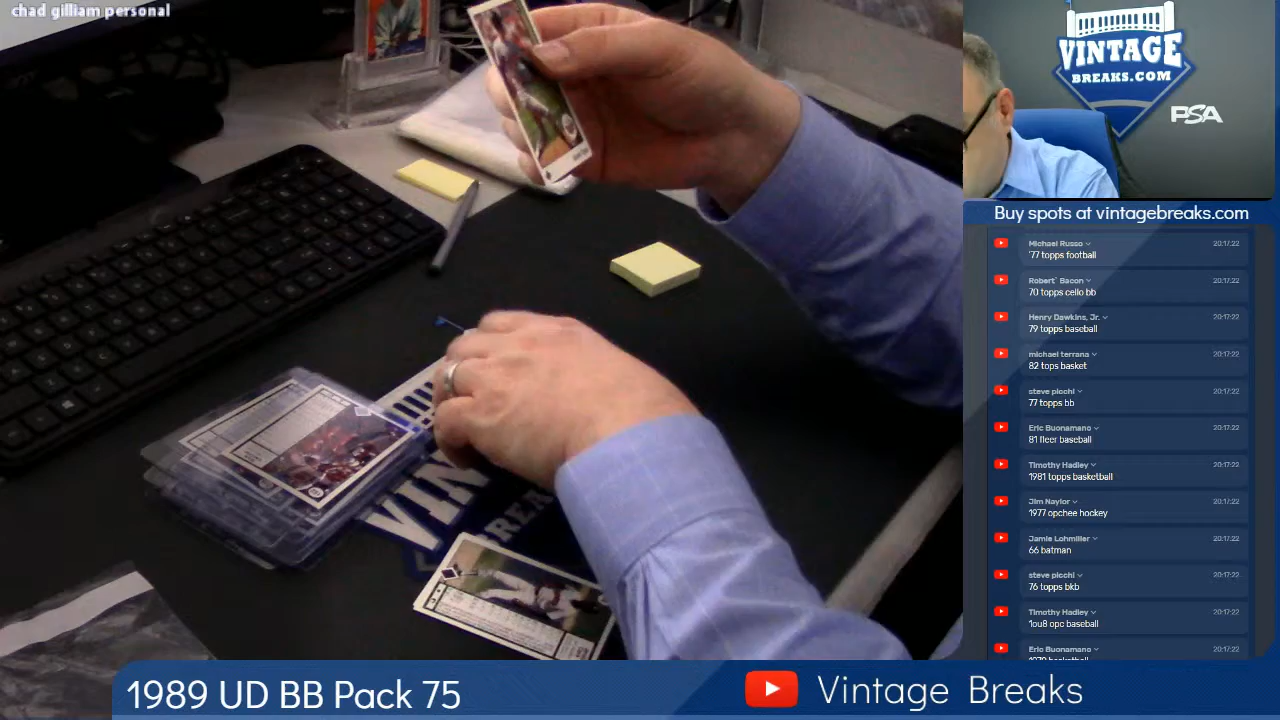 chad gilliam personal
VINTAGE
BREAKS.COM
PSA
Buy spots at vintagebreaks.com
Michael Russo 20:17:22
'77 topps football
Robert` Bacon 20:17:22
70 topps cello bb
Henry Dawkins, Jr. 20:17:22
79 topps baseball
michael terrana 20:17:22
82 tops basket
steve picchi 20:17:22
77 topps bb
Eric Buonamano 20:17:22
81 fleer baseball
Timothy Hadley 20:17:22
1981 topps basketball
Jim Naylor 20:17:22
1977 opchee hockey
Jamie Lohmiller 20:17:22
66 batman
steve picchi 20:17:22
76 topps bkb
Timothy Hadley 20:17:22
1ou8 opc baseball
Eric Buonamano 20:17:22
VIN
BREA
1989 UD BB Pack 75
Vintage Breaks